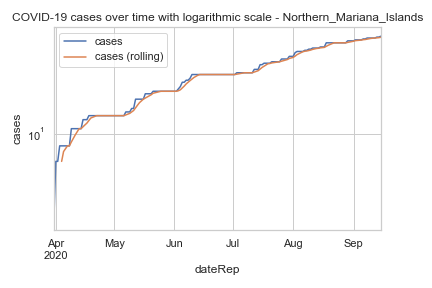 COVID-19 cases over time with logarithmic scale - Northern_Mariana_Islands
cases
cases (rolling)
cases
10^1
Apr May Jun Jul Aug Sep
2020
dateRep